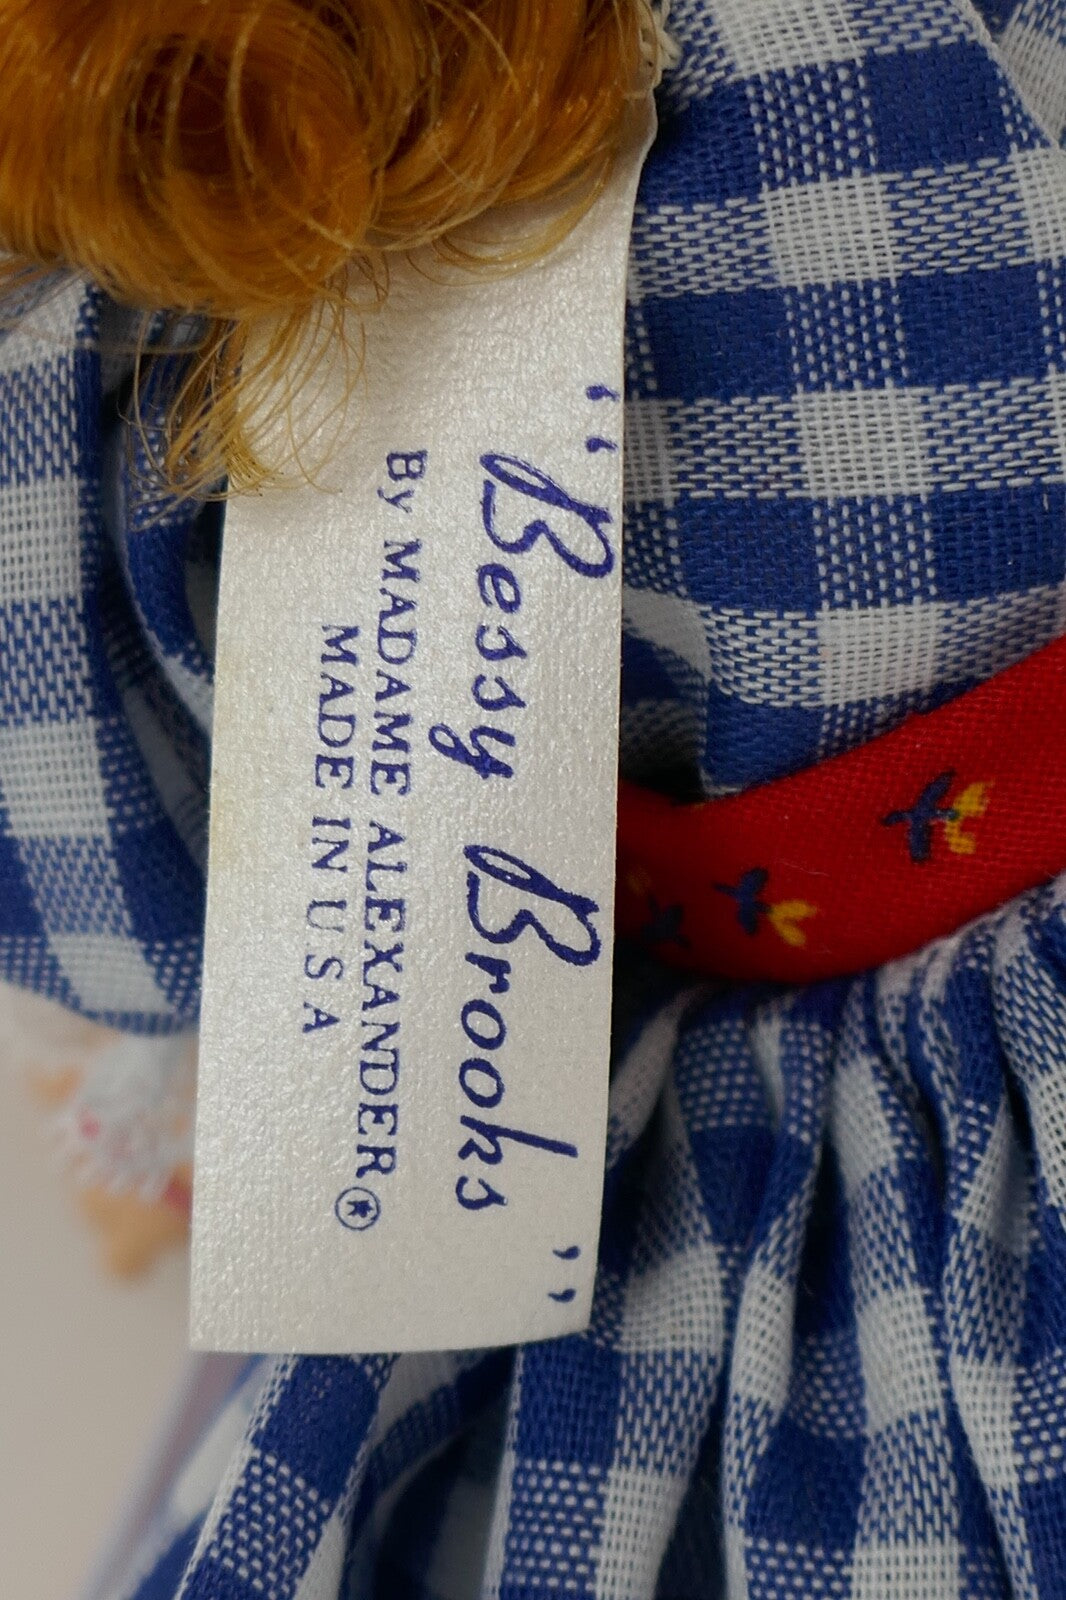 "Bessy Brooks"
By MADAME ALEXANDER®
MADE IN U S A